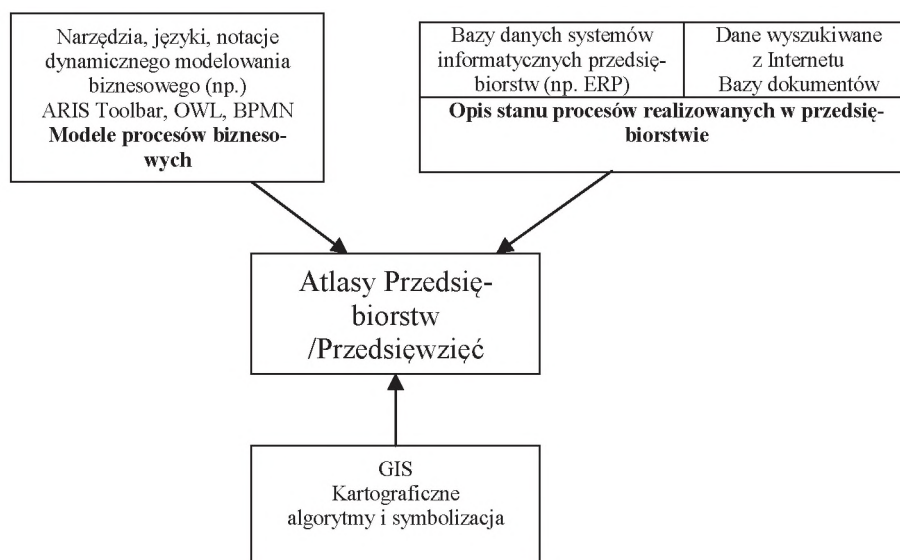 Narzędzia, języki, notacje
dynamicznego modelowania
biznesowego (np.)
ARIS Toolbar, OWL, BPMN
Modele procesów bizneso-
wych
Bazy danych systemów
informatycznych przedsię-
biorstw (np. ERP)
Dane wyszukiwane
z Internetu
Bazy dokumentów
Opis stanu procesów realizowanych w przedsię-
biorstwie
Atlasy Przedsię-
biorstw
/Przedsięwzięć
GIS
Kartograficzne
algorytmy i symbolizacja